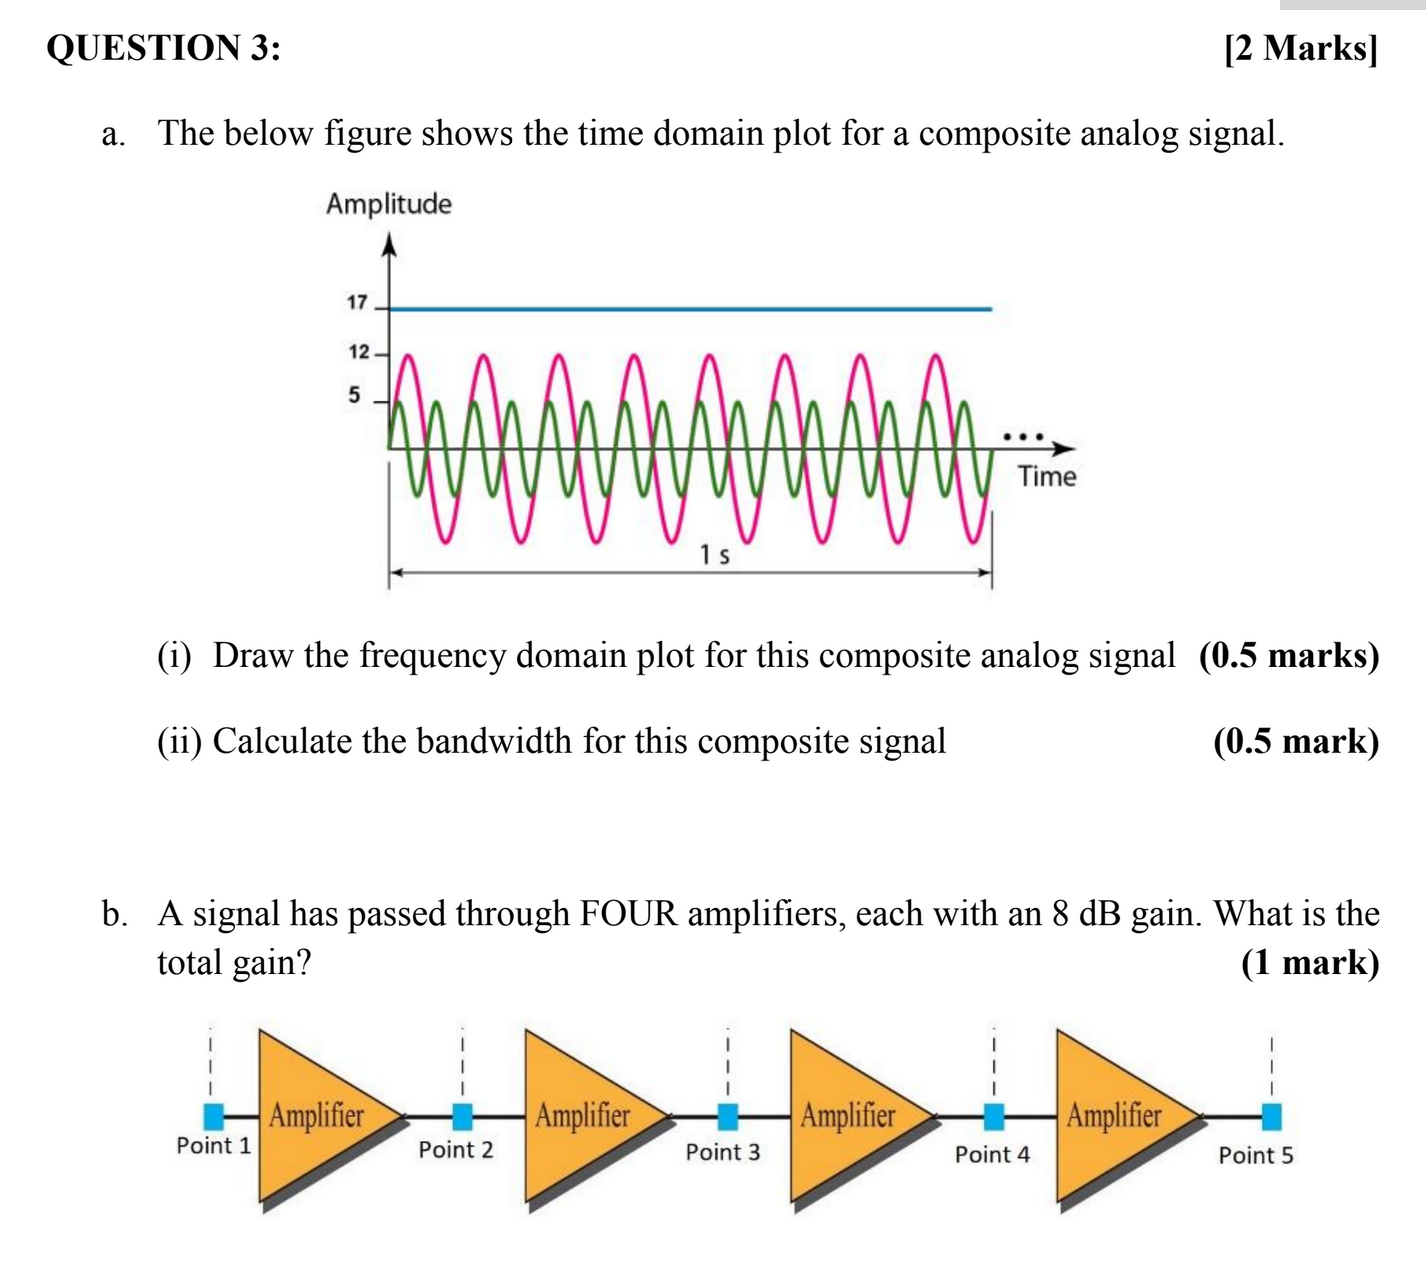 QUESTION 3: [2 Marks]
a. The below figure shows the time domain plot for a composite analog signal.
Amplitude
17
12
5
...
Time
1 s
(i) Draw the frequency domain plot for this composite analog signal (0.5 marks)
(ii) Calculate the bandwidth for this composite signal (0.5 mark)
b. A signal has passed through FOUR amplifiers, each with an 8 dB gain. What is the
total gain? (1 mark)
Amplifier Amplifier Amplifier Amplifier
Point 1 Point 2 Point 3 Point 4 Point 5